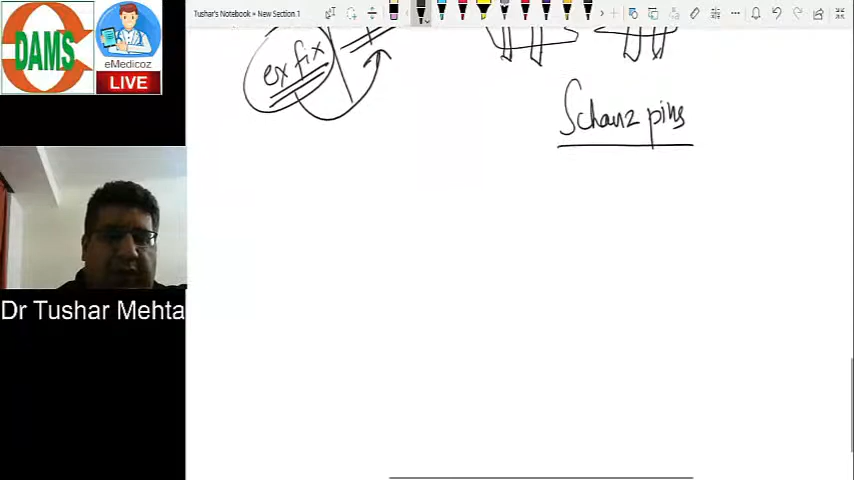 DAMS
eMedicoz
LIVE
Tushar's Notebook » New Section 1
ex fix
Schanz pins
Dr Tushar Mehta